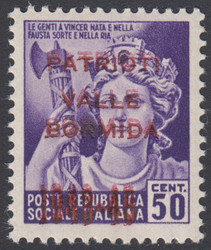 LE GENTI A VINCER NATA E NELLA
FAUSTA SORTE E NELLA RIA
PATRIOTI
VALLE
BORMIDA
POSTE REPUBBLICA
SOCIALE ITALIANA
CENT.
50